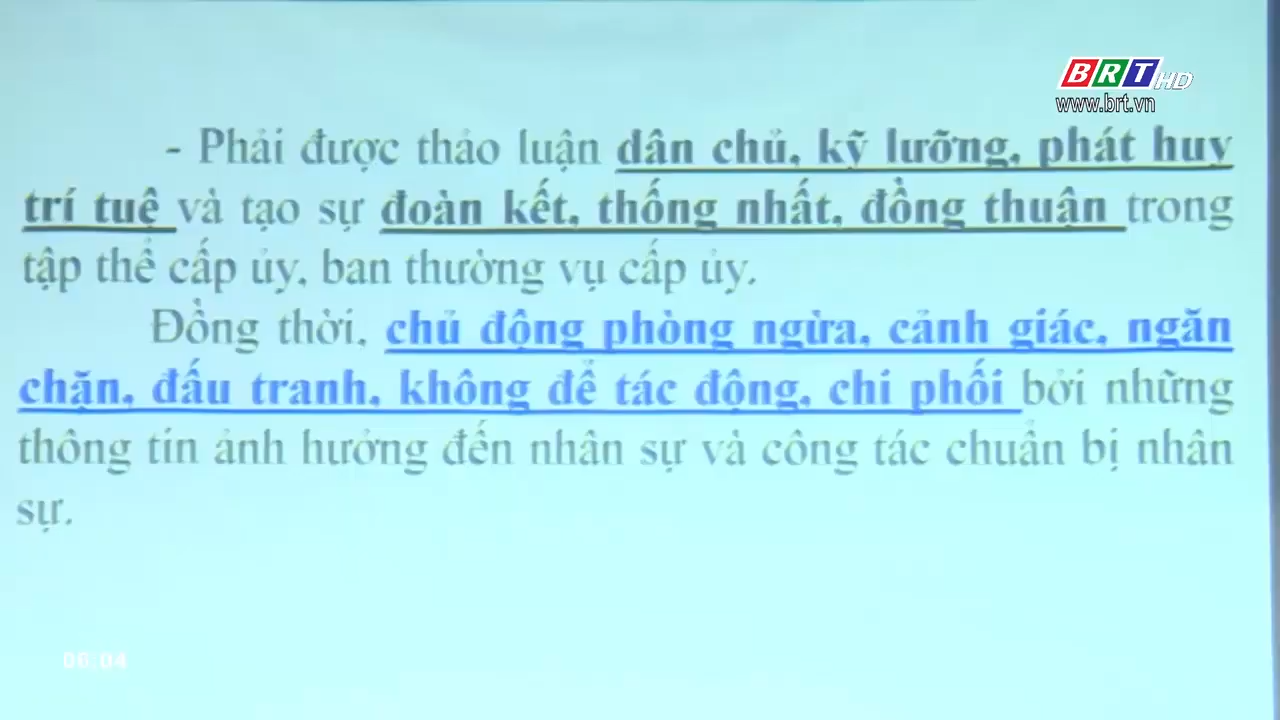 BRT HD
www.brt.vn
- Phải được thảo luận dân chủ, kỹ lưỡng, phát huy
trí tuệ và tạo sự đoàn kết, thống nhất, đồng thuận trong
tập thể cấp ủy, ban thường vụ cấp ủy.
Đồng thời, chủ động phòng ngừa, cảnh giác, ngăn
chặn, đấu tranh, không để tác động, chi phối bởi những
thông tin ảnh hưởng đến nhân sự và công tác chuẩn bị nhân
sự.
06:04